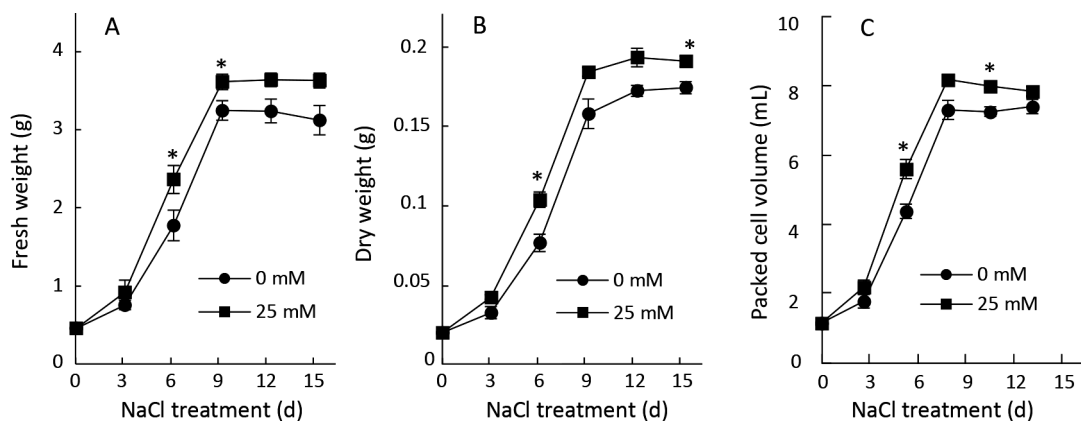 A
Fresh weight (g)
4
3
2
1
0
*
*
0 mM
25 mM
0 3 6 9 12 15
NaCl treatment (d)
B
Dry weight (g)
0.2
0.15
0.1
0.05
0
*
*
0 mM
25 mM
0 3 6 9 12 15
NaCl treatment (d)
C
Packed cell volume (mL)
10
8
6
4
2
0
*
*
0 mM
25 mM
0 3 6 9 12 15
NaCl treatment (d)